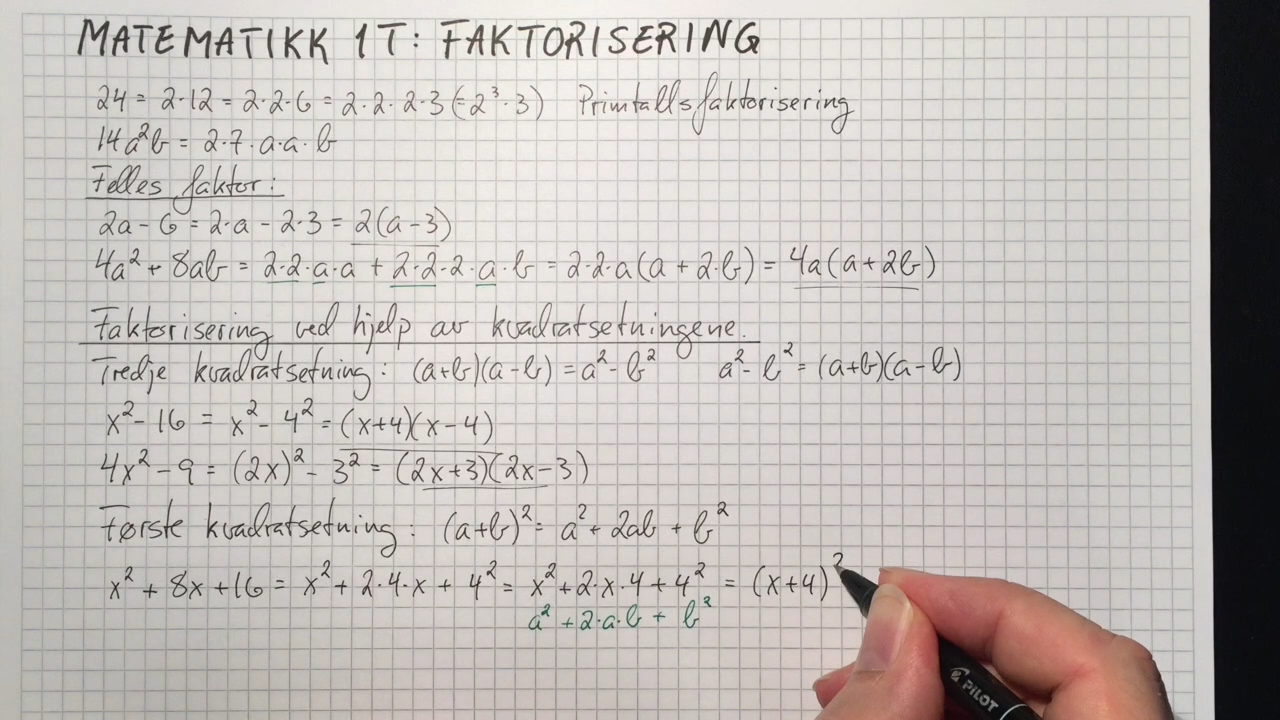 MATEMATIKK 1T: FAKTORISERING
24 = 2·12 = 2·2·6 = 2·2·2·3 (=2³·3) Primtallsfaktorisering
14a²b = 2·7·a·a·b
Felles faktor:
2a - 6 = 2·a - 2·3 = 2(a-3)
4a² + 8ab = 2·2·a·a + 2·2·2·a·b = 2·2·a(a + 2·b) = 4a(a+2b)
Faktorisering ved hjelp av kvadratsetningene.
Tredje kvadratsetning: (a+b)(a-b) = a² - b² a² - b² = (a+b)(a-b)
x² - 16 = x² - 4² = (x+4)(x-4)
4x² - 9 = (2x)² - 3² = (2x+3)(2x-3)
Første kvadratsetning: (a+b)² = a² + 2ab + b²
x² + 8x + 16 = x² + 2·4·x + 4² = x² + 2·x·4 + 4² = (x+4)²
a² + 2·a·b + b²
PILOT